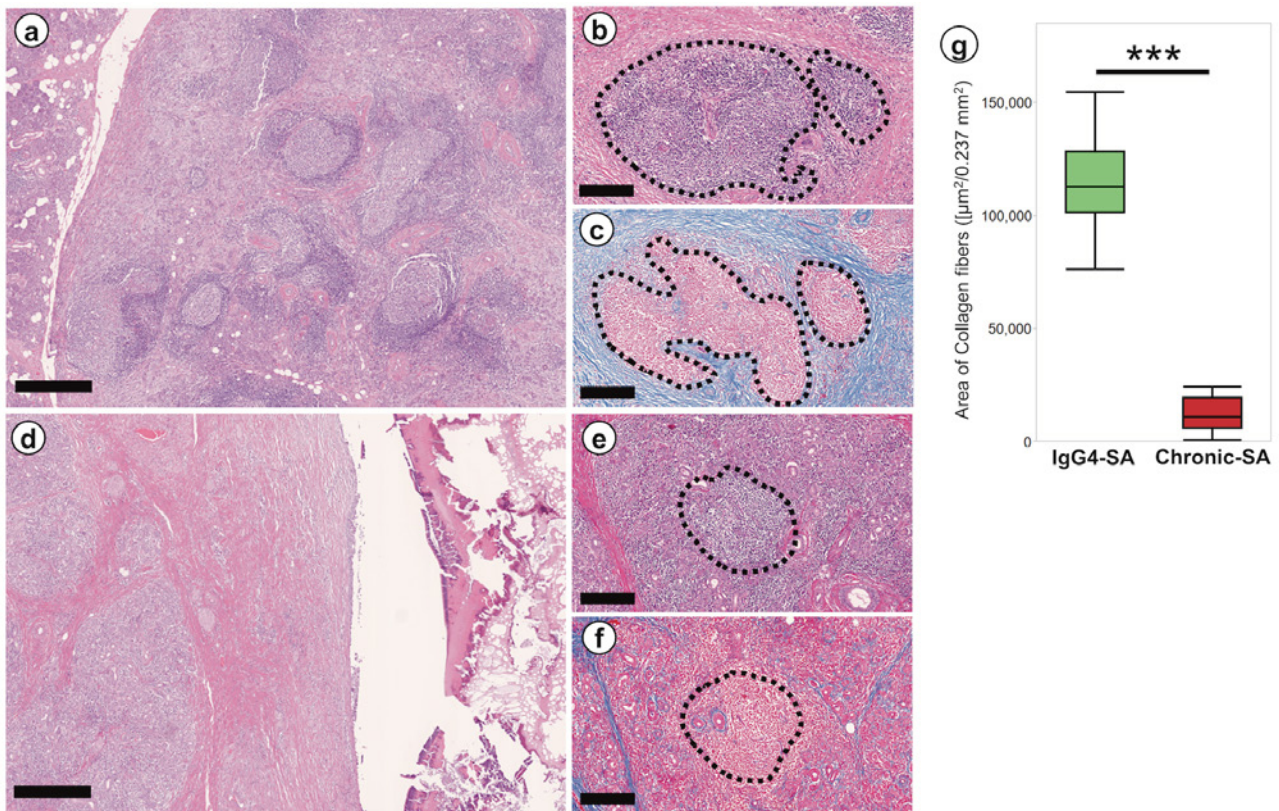 a
b
c
d
e
f
g
***
Area of Collagen fibers ([µm²/0.237 mm²)
150,000
100,000
50,000
0
IgG4-SA
Chronic-SA